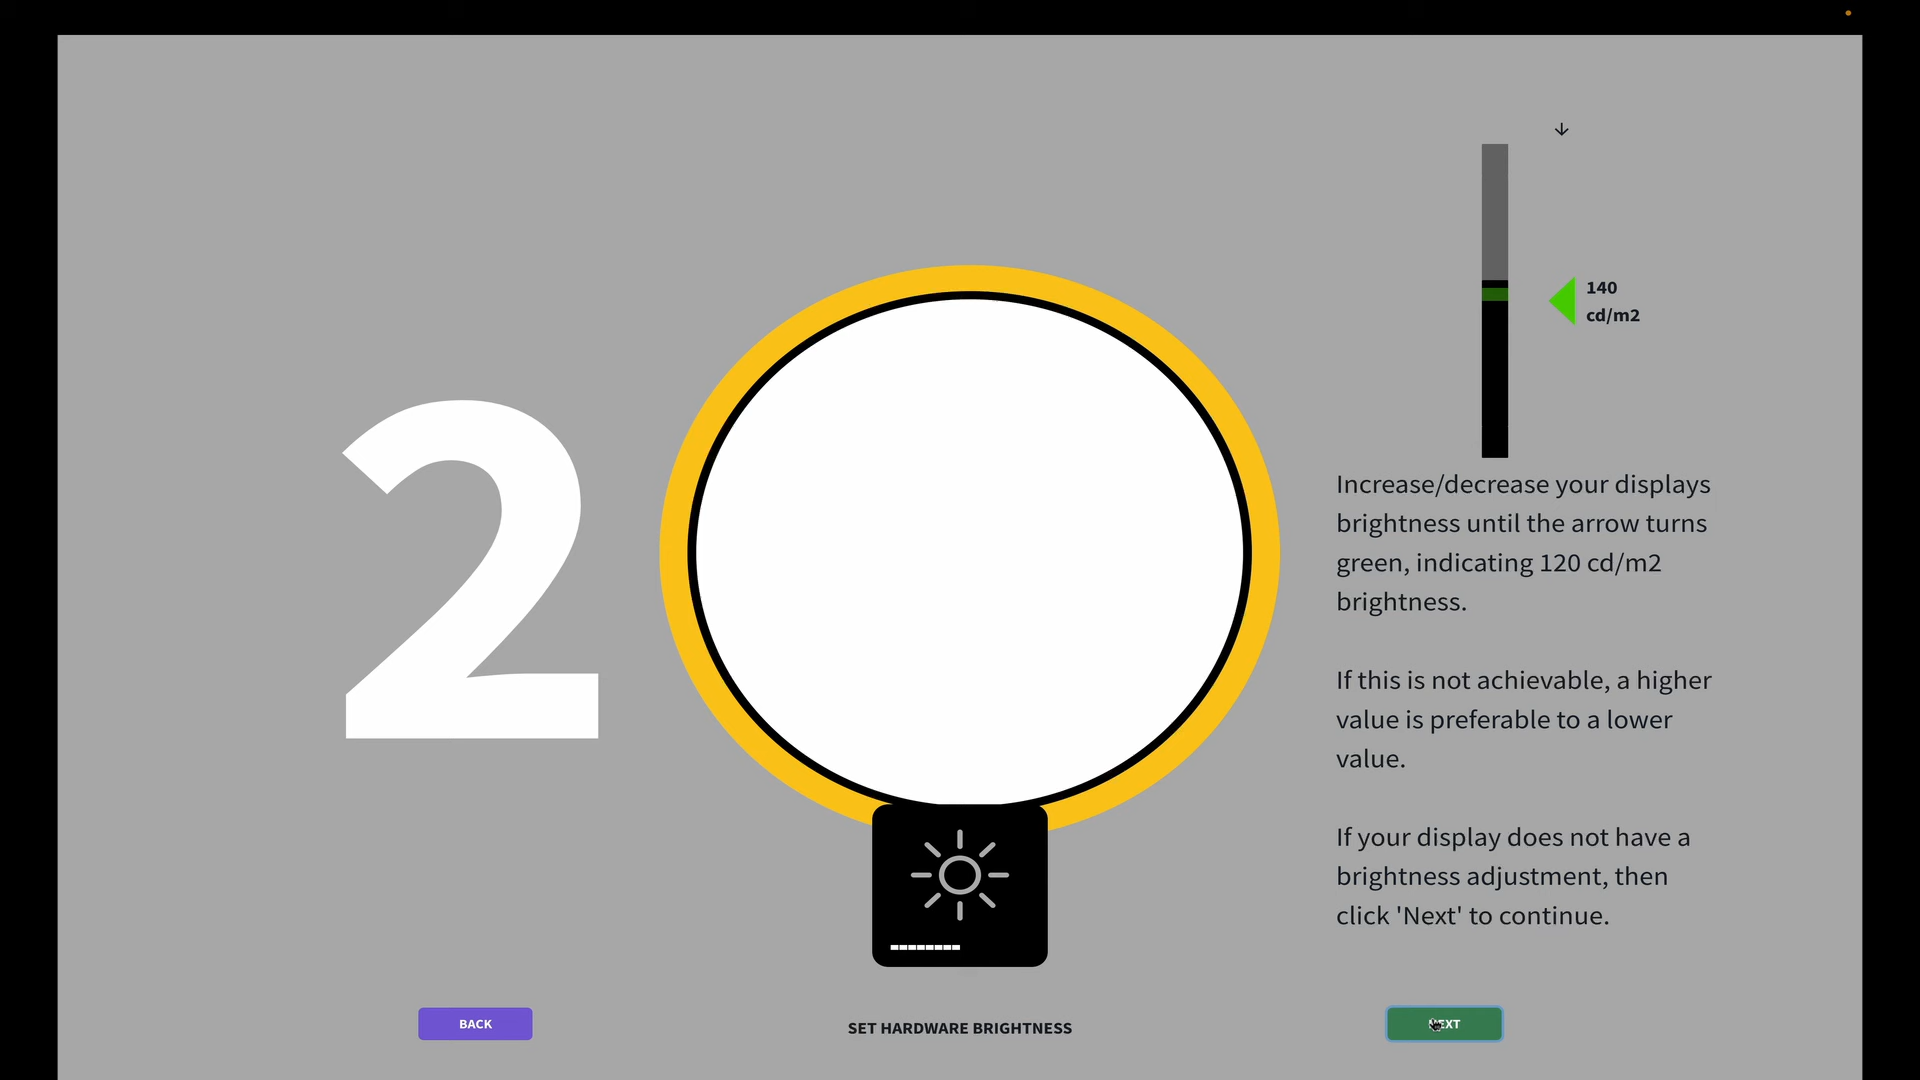 140
cd/m2
2
Increase/decrease your displays
brightness until the arrow turns
green, indicating 120 cd/m2
brightness.
If this is not achievable, a higher
value is preferable to a lower
value.
If your display does not have a
brightness adjustment, then
click 'Next' to continue.
BACK
SET HARDWARE BRIGHTNESS
NEXT